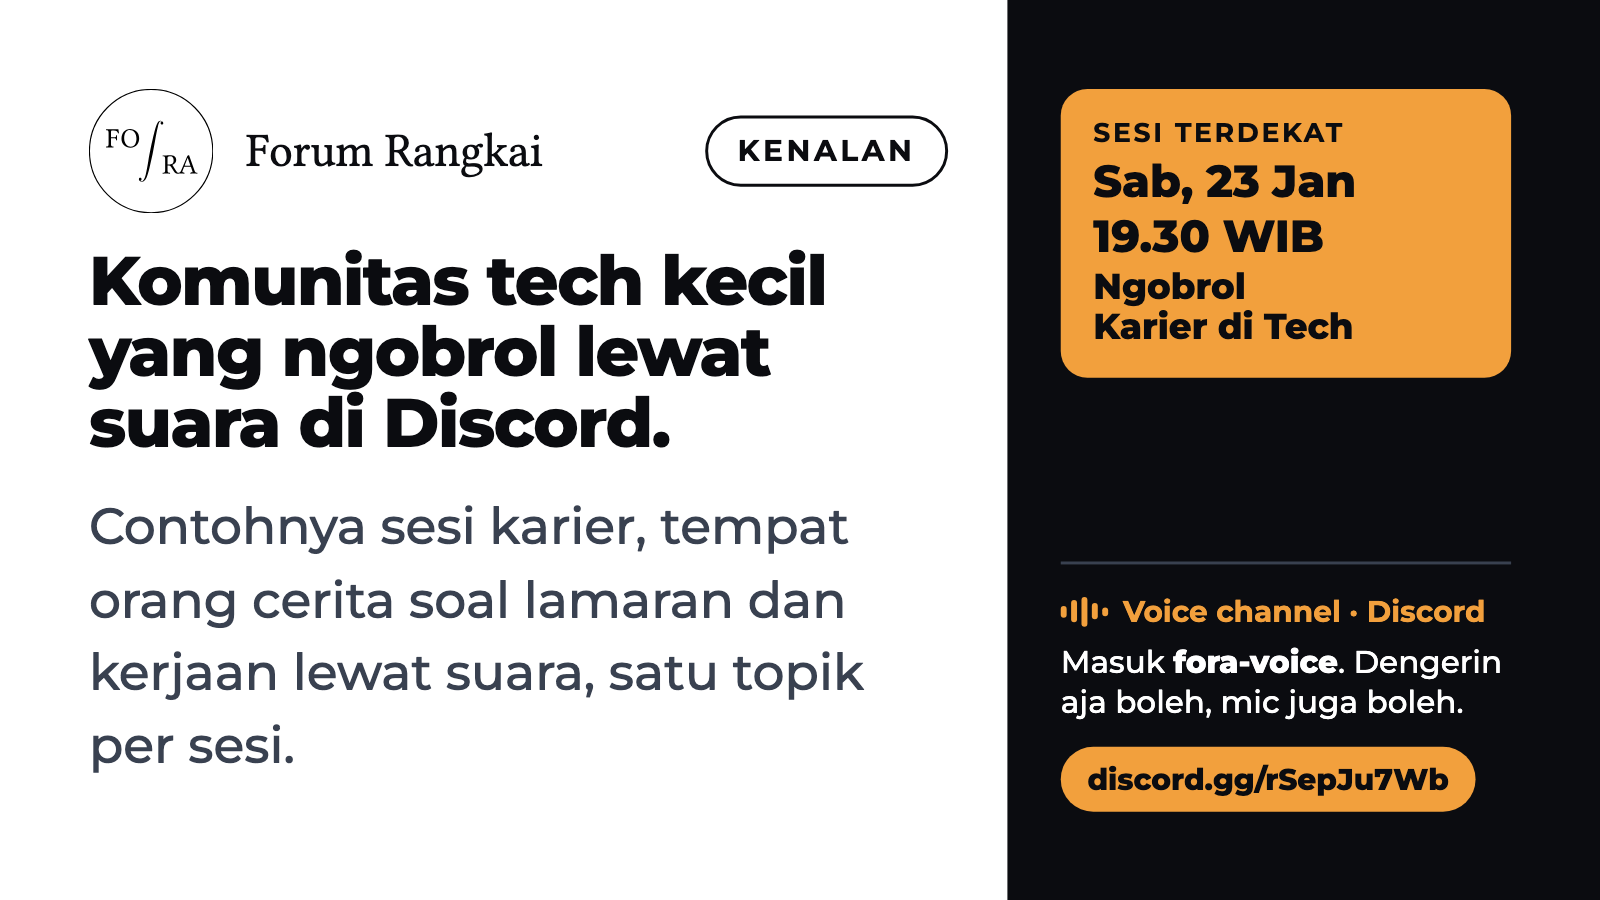 FO RA
Forum Rangkai
KENALAN
Komunitas tech kecil
yang ngobrol lewat
suara di Discord.
Contohnya sesi karier, tempat
orang cerita soal lamaran dan
kerjaan lewat suara, satu topik
per sesi.
SESI TERDEKAT
Sab, 23 Jan
19.30 WIB
Ngobrol
Karier di Tech
Voice channel · Discord
Masuk fora-voice. Dengerin
aja boleh, mic juga boleh.
discord.gg/rSepJu7Wb